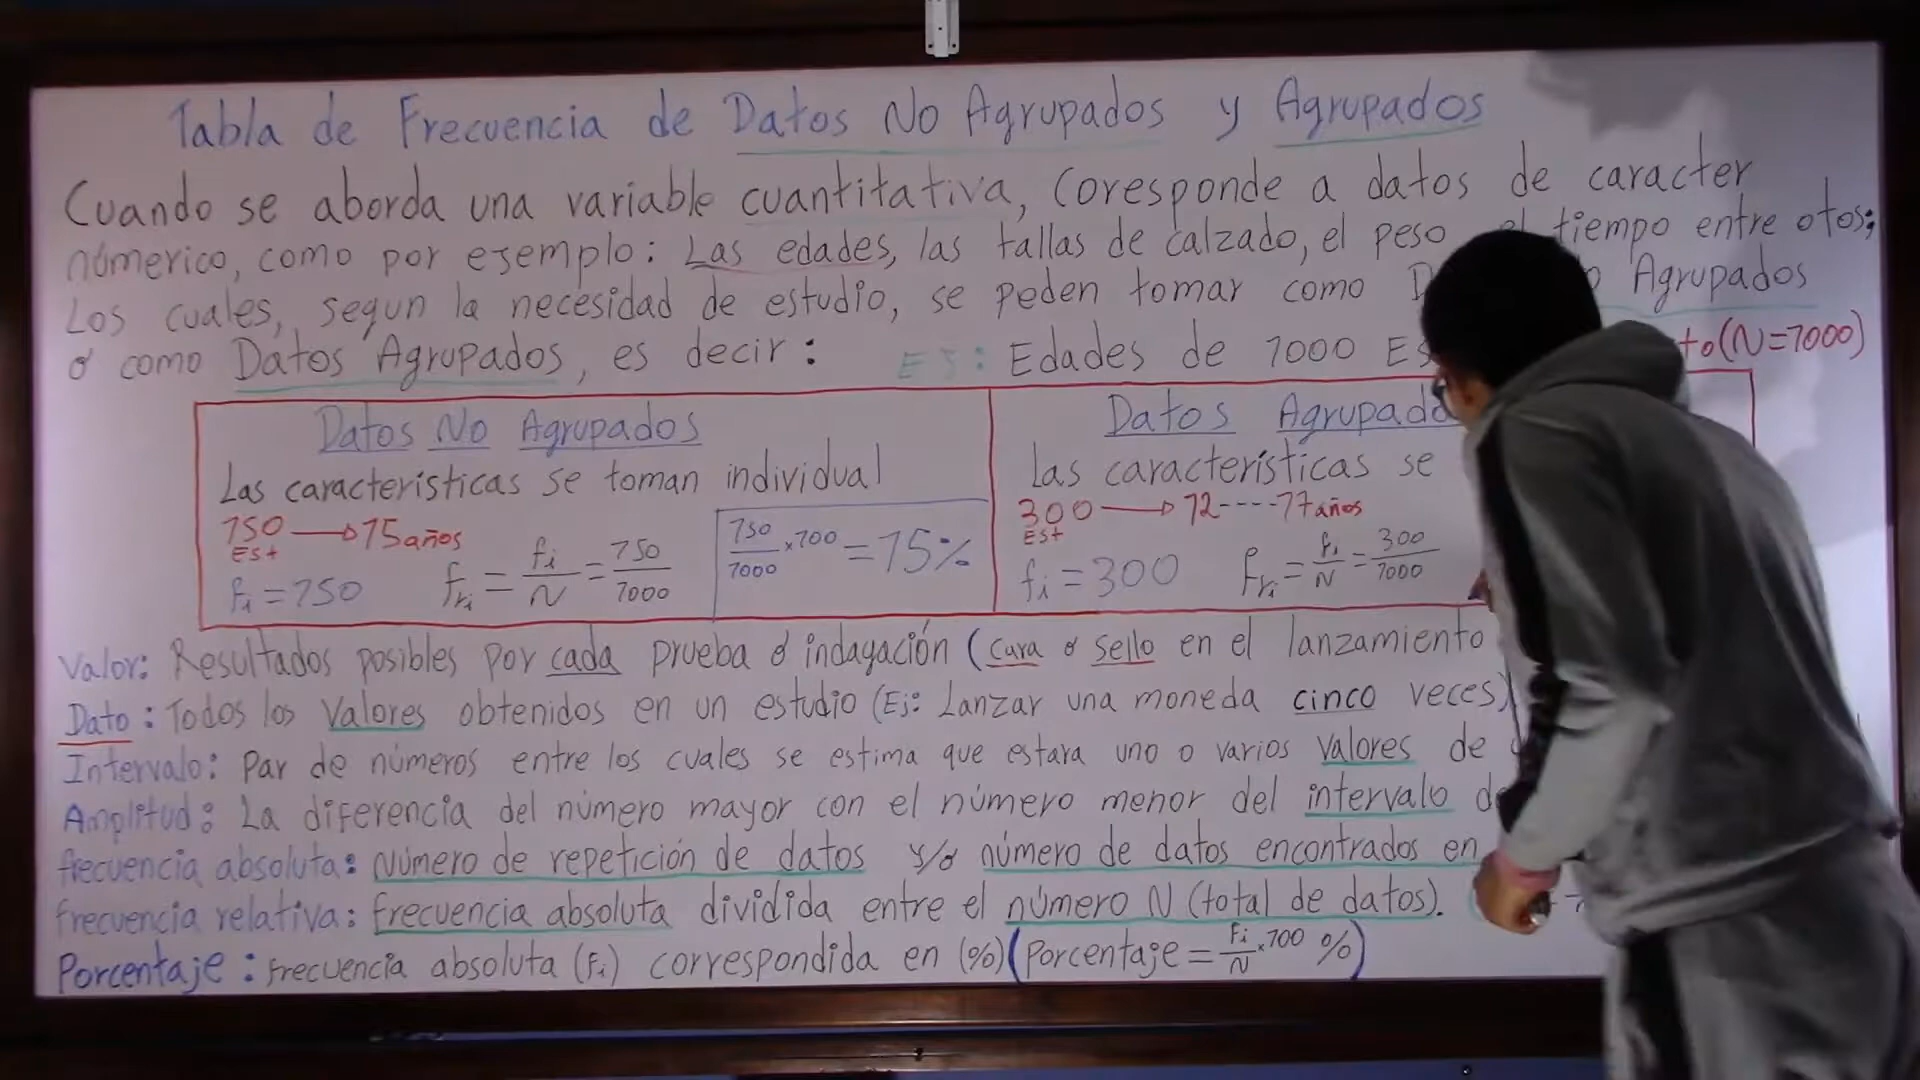 Tabla de Frecuencia de Datos No Agrupados y Agrupados
Cuando se aborda una variable cuantitativa, Coresponde a datos de caracter
númerico, como por ejemplo: Las edades, las tallas de calzado, el peso tiempo entre otos;
Los cuales, segun la necesidad de estudio, se peden tomar como Agrupados
o como Datos Agrupados, es decir: EJ: Edades de 1000 Es to (N=1000)
Datos No Agrupados
Las caracteristicas se toman individual
150 → 15 años
Est
fi = 150 fri = fi/N = 150/1000
150/1000 ×100 = 15%
Datos Agrupado
Las características se
300 → 12----17 años
Est
fi = 300 fri = fi/N = 300/1000
Valor: Resultados posibles por cada prueba o indagación (cara o sello en el lanzamiento
Dato: Todos los Valores obtenidos en un estudio (Ej: Lanzar una moneda cinco veces)
Intervalo: Par de números entre los cuales se estima que estara uno o varios valores de
Amplitud: La diferencia del número mayor con el número menor del intervalo de
frecuencia absoluta: número de repetición de datos y/o número de datos encontrados en
frecuencia relativa: frecuencia absoluta dividida entre el número N (total de datos).
Porcentaje: frecuencia absoluta (fi) correspondida en (%) (Porcentaje = Fi/N ×100 %)